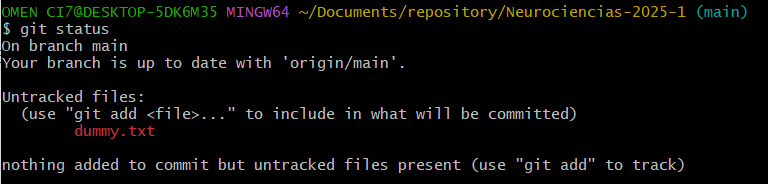 OMEN CI7@DESKTOP-5DK6M35 MINGW64 ~/Documents/repository/Neurociencias-2025-1 (main)
$ git status
On branch main
Your branch is up to date with 'origin/main'.

Untracked files:
  (use "git add <file>..." to include in what will be committed)
        dummy.txt

nothing added to commit but untracked files present (use "git add" to track)